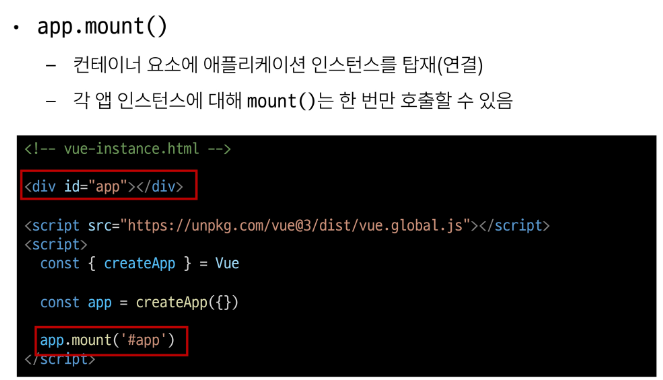 • app.mount()
– 컨테이너 요소에 애플리케이션 인스턴스를 탑재(연결)
– 각 앱 인스턴스에 대해 mount()는 한 번만 호출할 수 있음
<!-- vue-instance.html -->
<div id="app"></div>
<script src="https://unpkg.com/vue@3/dist/vue.global.js"></script>
<script>
const { createApp } = Vue
const app = createApp({})
app.mount('#app')
</script>